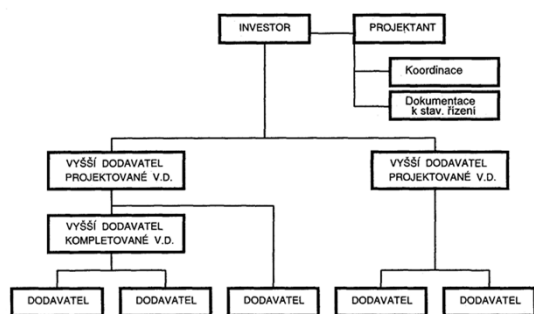 INVESTOR
PROJEKTANT
Koordinace
Dokumentace
k stav. řízení
VYŠŠÍ DODAVATEL
PROJEKTOVANÉ V.D.
VYŠŠÍ DODAVATEL
PROJEKTOVANÉ V.D.
VYŠŠÍ DODAVATEL
KOMPLETOVANÉ V.D.
DODAVATEL
DODAVATEL
DODAVATEL
DODAVATEL
DODAVATEL